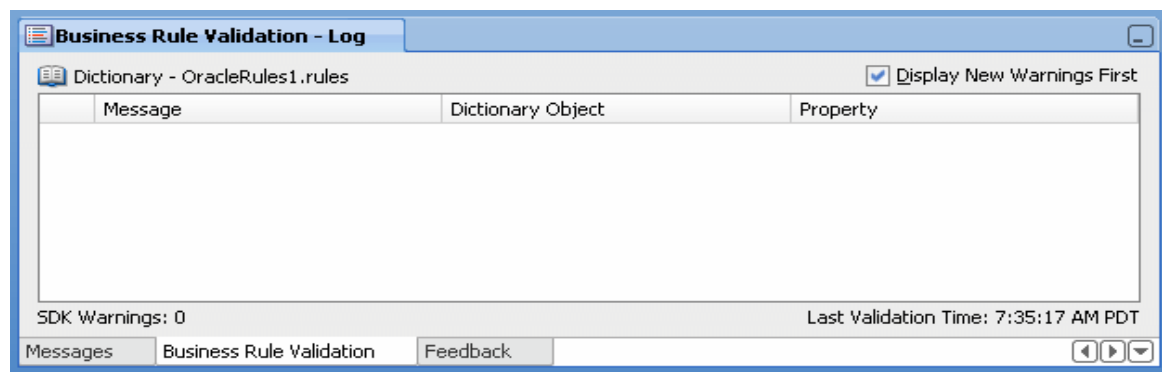 Business Rule Validation - Log
Dictionary - OracleRules1.rules Display New Warnings First
Message Dictionary Object Property
SDK Warnings: 0 Last Validation Time: 7:35:17 AM PDT
Messages Business Rule Validation Feedback